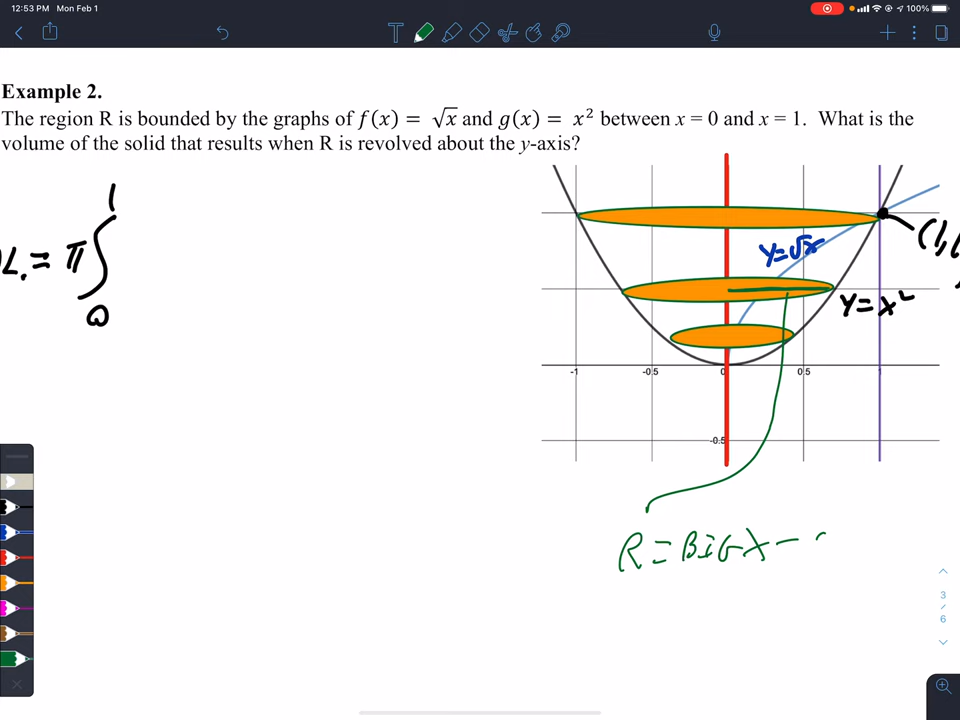 12:53 PM Mon Feb 1
100%
Example 2.
The region R is bounded by the graphs of f(x) = √x and g(x) = x² between x = 0 and x = 1. What is the
volume of the solid that results when R is revolved about the y-axis?
L. = π ∫
1
0
y=√x
(1,
y=x²
-1
-0.5
0
0.5
1
-0.5
R = BIG X -
3
/
6